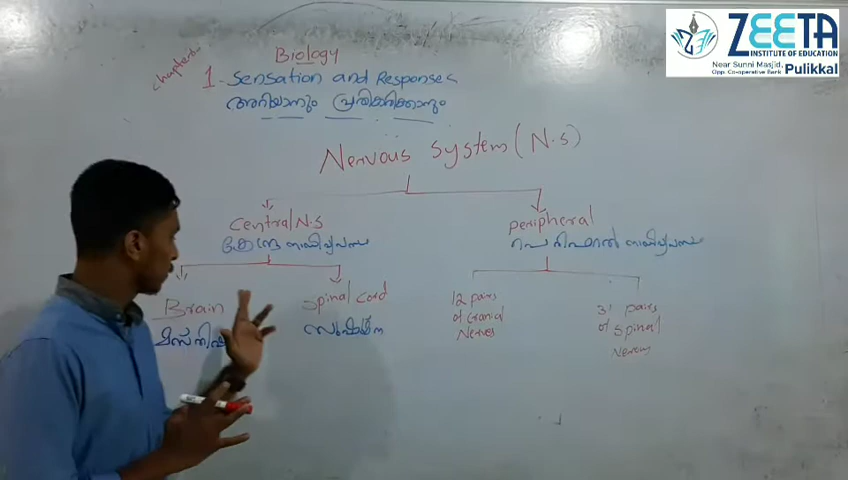 ZEETA
INSTITUTE OF EDUCATION
Near Sunni Masjid,
Opp. Co-operative Bank
Pulikkal
Biology
chapter
1. Sensation and Responses
അറിയാനും പ്രതികരിക്കാനും
Nervous System (N.S)
Central N.S
കേന്ദ്ര നാഡീവ്യവസ്ഥ
peripheral
പെരിഫറൽ നാഡീവ്യവസ്ഥ
Brain
Spinal Cord
സുഷുമ്ന
12 pairs
of Cranial
Nerves
31 pairs
of Spinal
Nerves